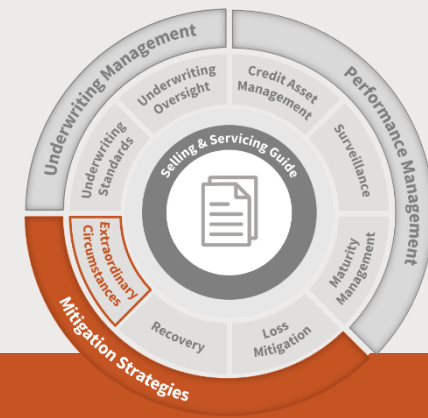 Underwriting Management
Performance Management
Mitigation Strategies
Underwriting
Oversight
Credit Asset
Management
Surveillance
Maturity
Management
Loss
Mitigation
Recovery
Extraordinary
Circumstances
Underwriting
Standards
Selling & Servicing Guide